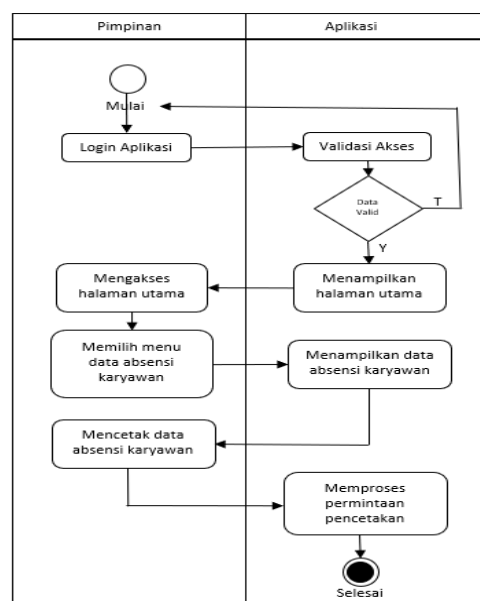 Pimpinan
Aplikasi
Mulai
Login Aplikasi
Validasi Akses
Data
Valid
T
Y
Mengakses
halaman utama
Menampilkan
halaman utama
Memilih menu
data absensi
karyawan
Menampilkan data
absensi karyawan
Mencetak data
absensi karyawan
Memproses
permintaan
pencetakan
Selesai